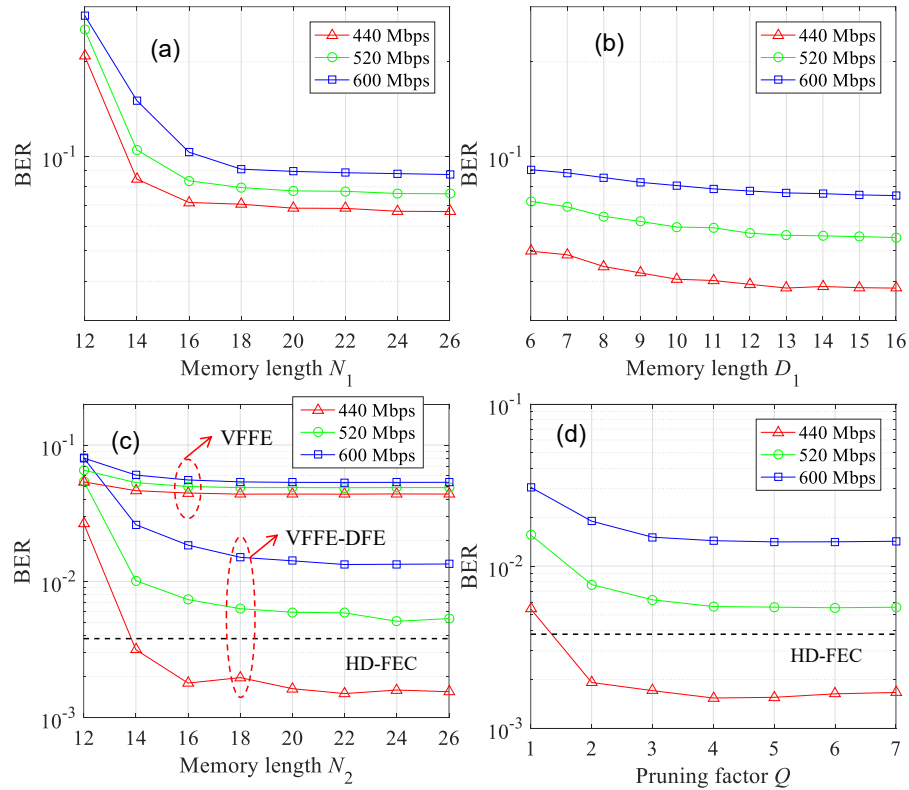 (a)
440 Mbps
520 Mbps
600 Mbps
10^-1
BER
12 14 16 18 20 22 24 26
Memory length N_1
(b)
440 Mbps
520 Mbps
600 Mbps
10^-1
BER
6 7 8 9 10 11 12 13 14 15 16
Memory length D_1
(c)
440 Mbps
520 Mbps
600 Mbps
VFFE
VFFE-DFE
HD-FEC
10^-1
10^-2
10^-3
BER
12 14 16 18 20 22 24 26
Memory length N_2
(d)
440 Mbps
520 Mbps
600 Mbps
HD-FEC
10^-1
10^-2
10^-3
BER
1 2 3 4 5 6 7
Pruning factor Q